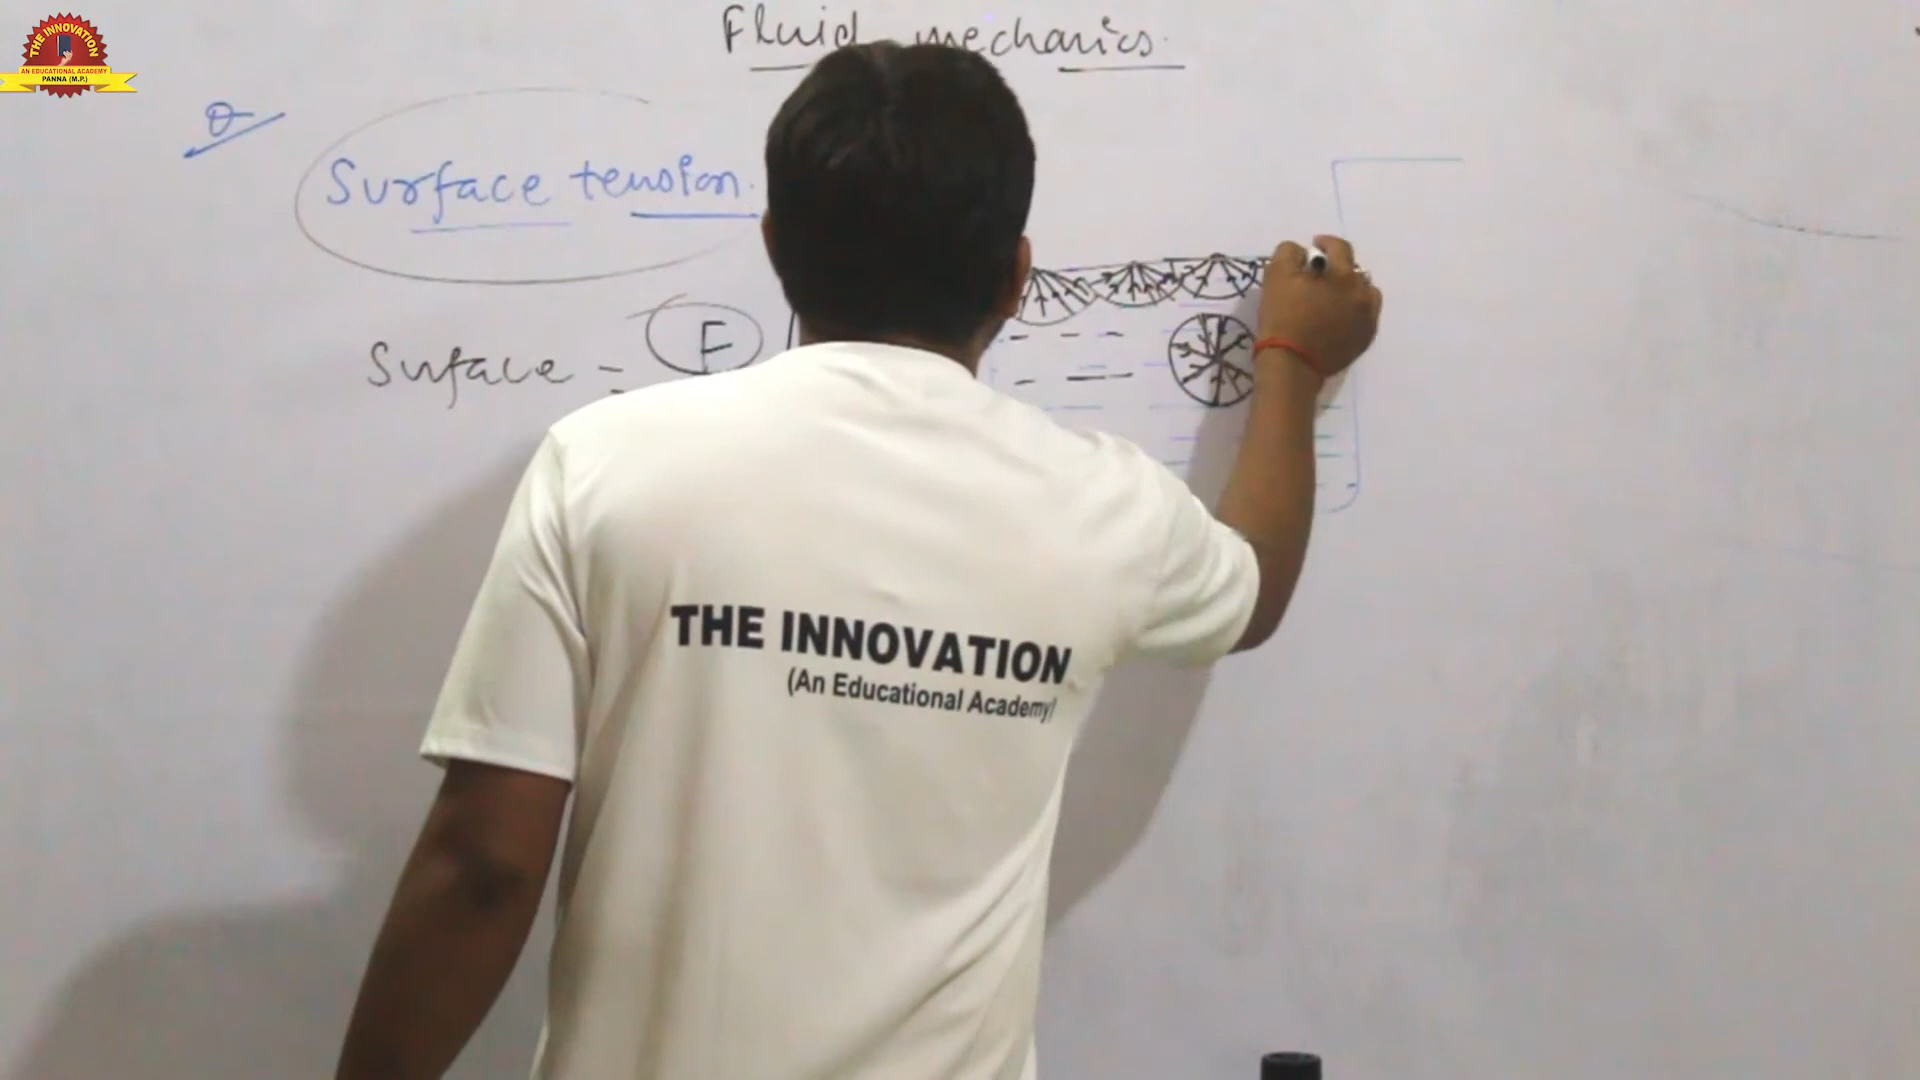 THE INNOVATION
AN EDUCATIONAL ACADEMY
PANNA (M.P.)
Fluid mechanics.
Surface tension.
Surface = F
THE INNOVATION
(An Educational Academy)